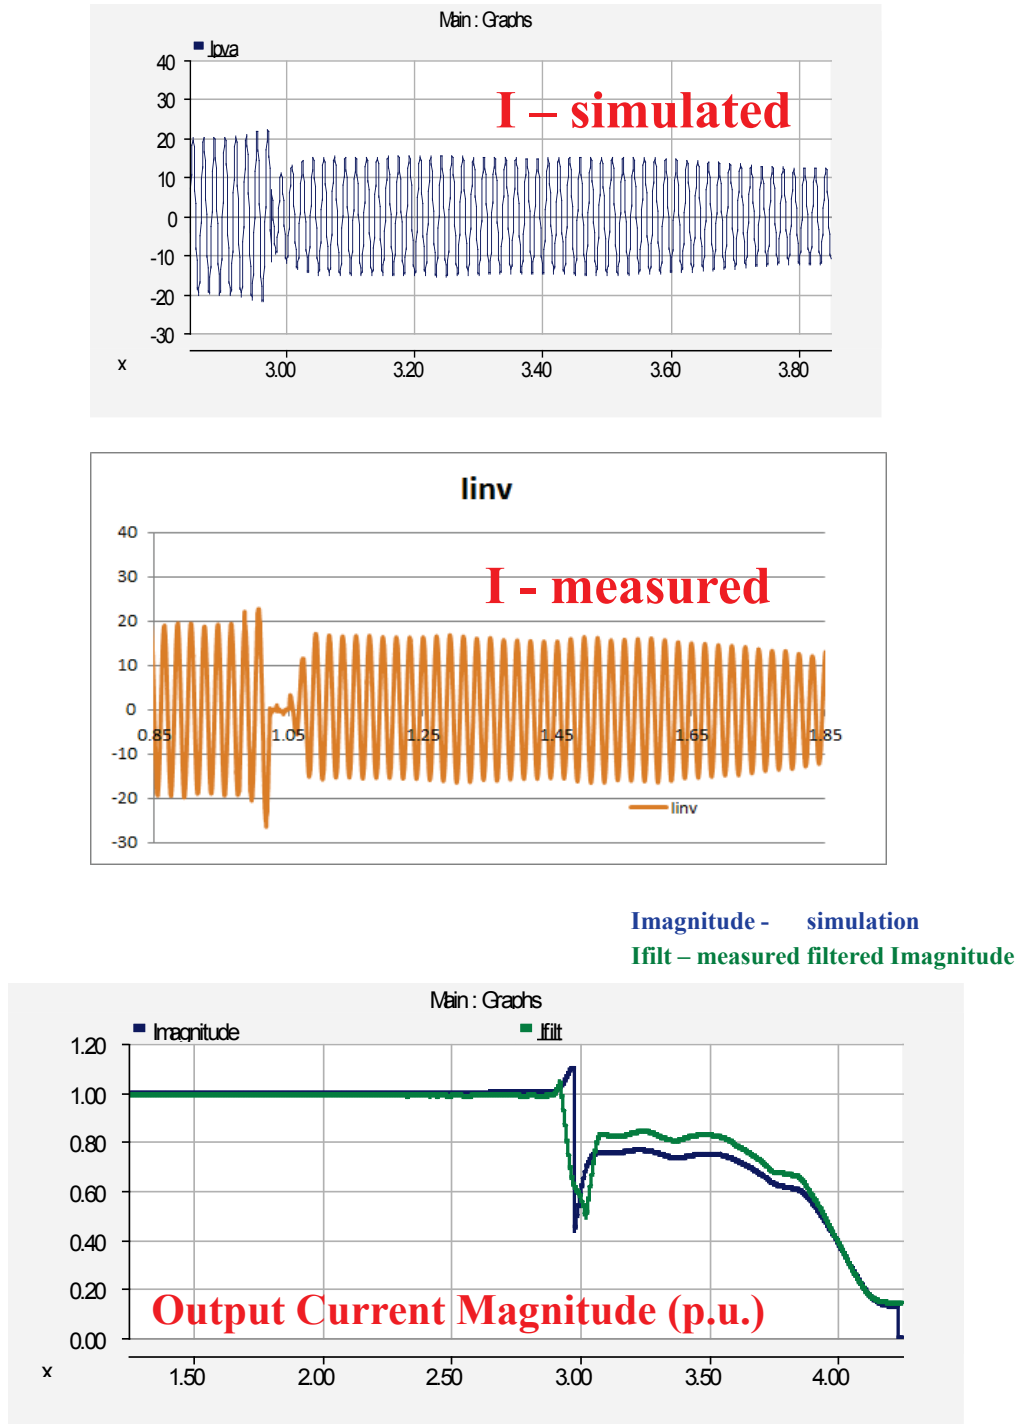 Main : Graphs
Ipva
I – simulated
40
30
20
10
0
-10
-20
-30
x
3.00 3.20 3.40 3.60 3.80
Iinv
I - measured
40
30
20
10
0
0.85 1.05 1.25 1.45 1.65 1.85
-10
-20
Iinv
-30
Imagnitude - simulation
Ifilt – measured filtered Imagnitude
Main : Graphs
Imagnitude Ifilt
1.20
1.00
0.80
0.60
0.40
0.20
Output Current Magnitude (p.u.)
0.00
x
1.50 2.00 2.50 3.00 3.50 4.00